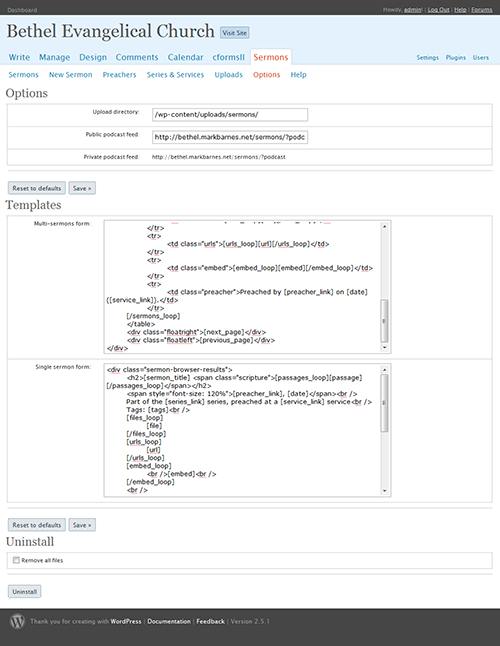 Dashboard
Howdy, admin! | Log Out | Help | Forums
Bethel Evangelical Church Visit Site
Write Manage Design Comments Calendar cformsII Sermons Settings Plugins Users
Sermons New Sermon Preachers Series & Services Uploads Options Help
Options
Upload directory: /wp-content/uploads/sermons/
Public podcast feed: http://bethel.markbarnes.net/sermons/?podc
Private podcast feed: http://bethel.markbarnes.net/sermons/?podcast
Reset to defaults Save »
Templates
Multi-sermons form:
</tr>
<tr>
<td class="urls">[urls_loop][url][/urls_loop]</td>
</tr>
<tr>
<td class="embed">[embed_loop][embed][/embed_loop]</td>
</tr>
<tr>
<td class="preacher">Preached by [preacher_link] on [date]
([service_link]).</td>
</tr>
[/sermons_loop]
</table>
<div class="floatright">[next_page]</div>
<div class="floatleft">[previous_page]</div>
</div>
Single sermon form:
<div class="sermon-browser-results">
<h2>[sermon_title] <span class="scripture">[passages_loop][passage]
[/passages_loop]</span></h2>
<span style="font-size: 120%">[preacher_link], [date]</span><br />
Part of the [series_link] series, preached at a [service_link] service<br />
Tags: [tags]<br />
[files_loop]
[file]
[/files_loop]
[urls_loop]
[url]
[/urls_loop]
[embed_loop]
<br />[embed]<br />
[/embed_loop]
<br />
Reset to defaults Save »
Uninstall
Remove all files
Uninstall
Thank you for creating with WordPress | Documentation | Feedback | Version 2.5.1